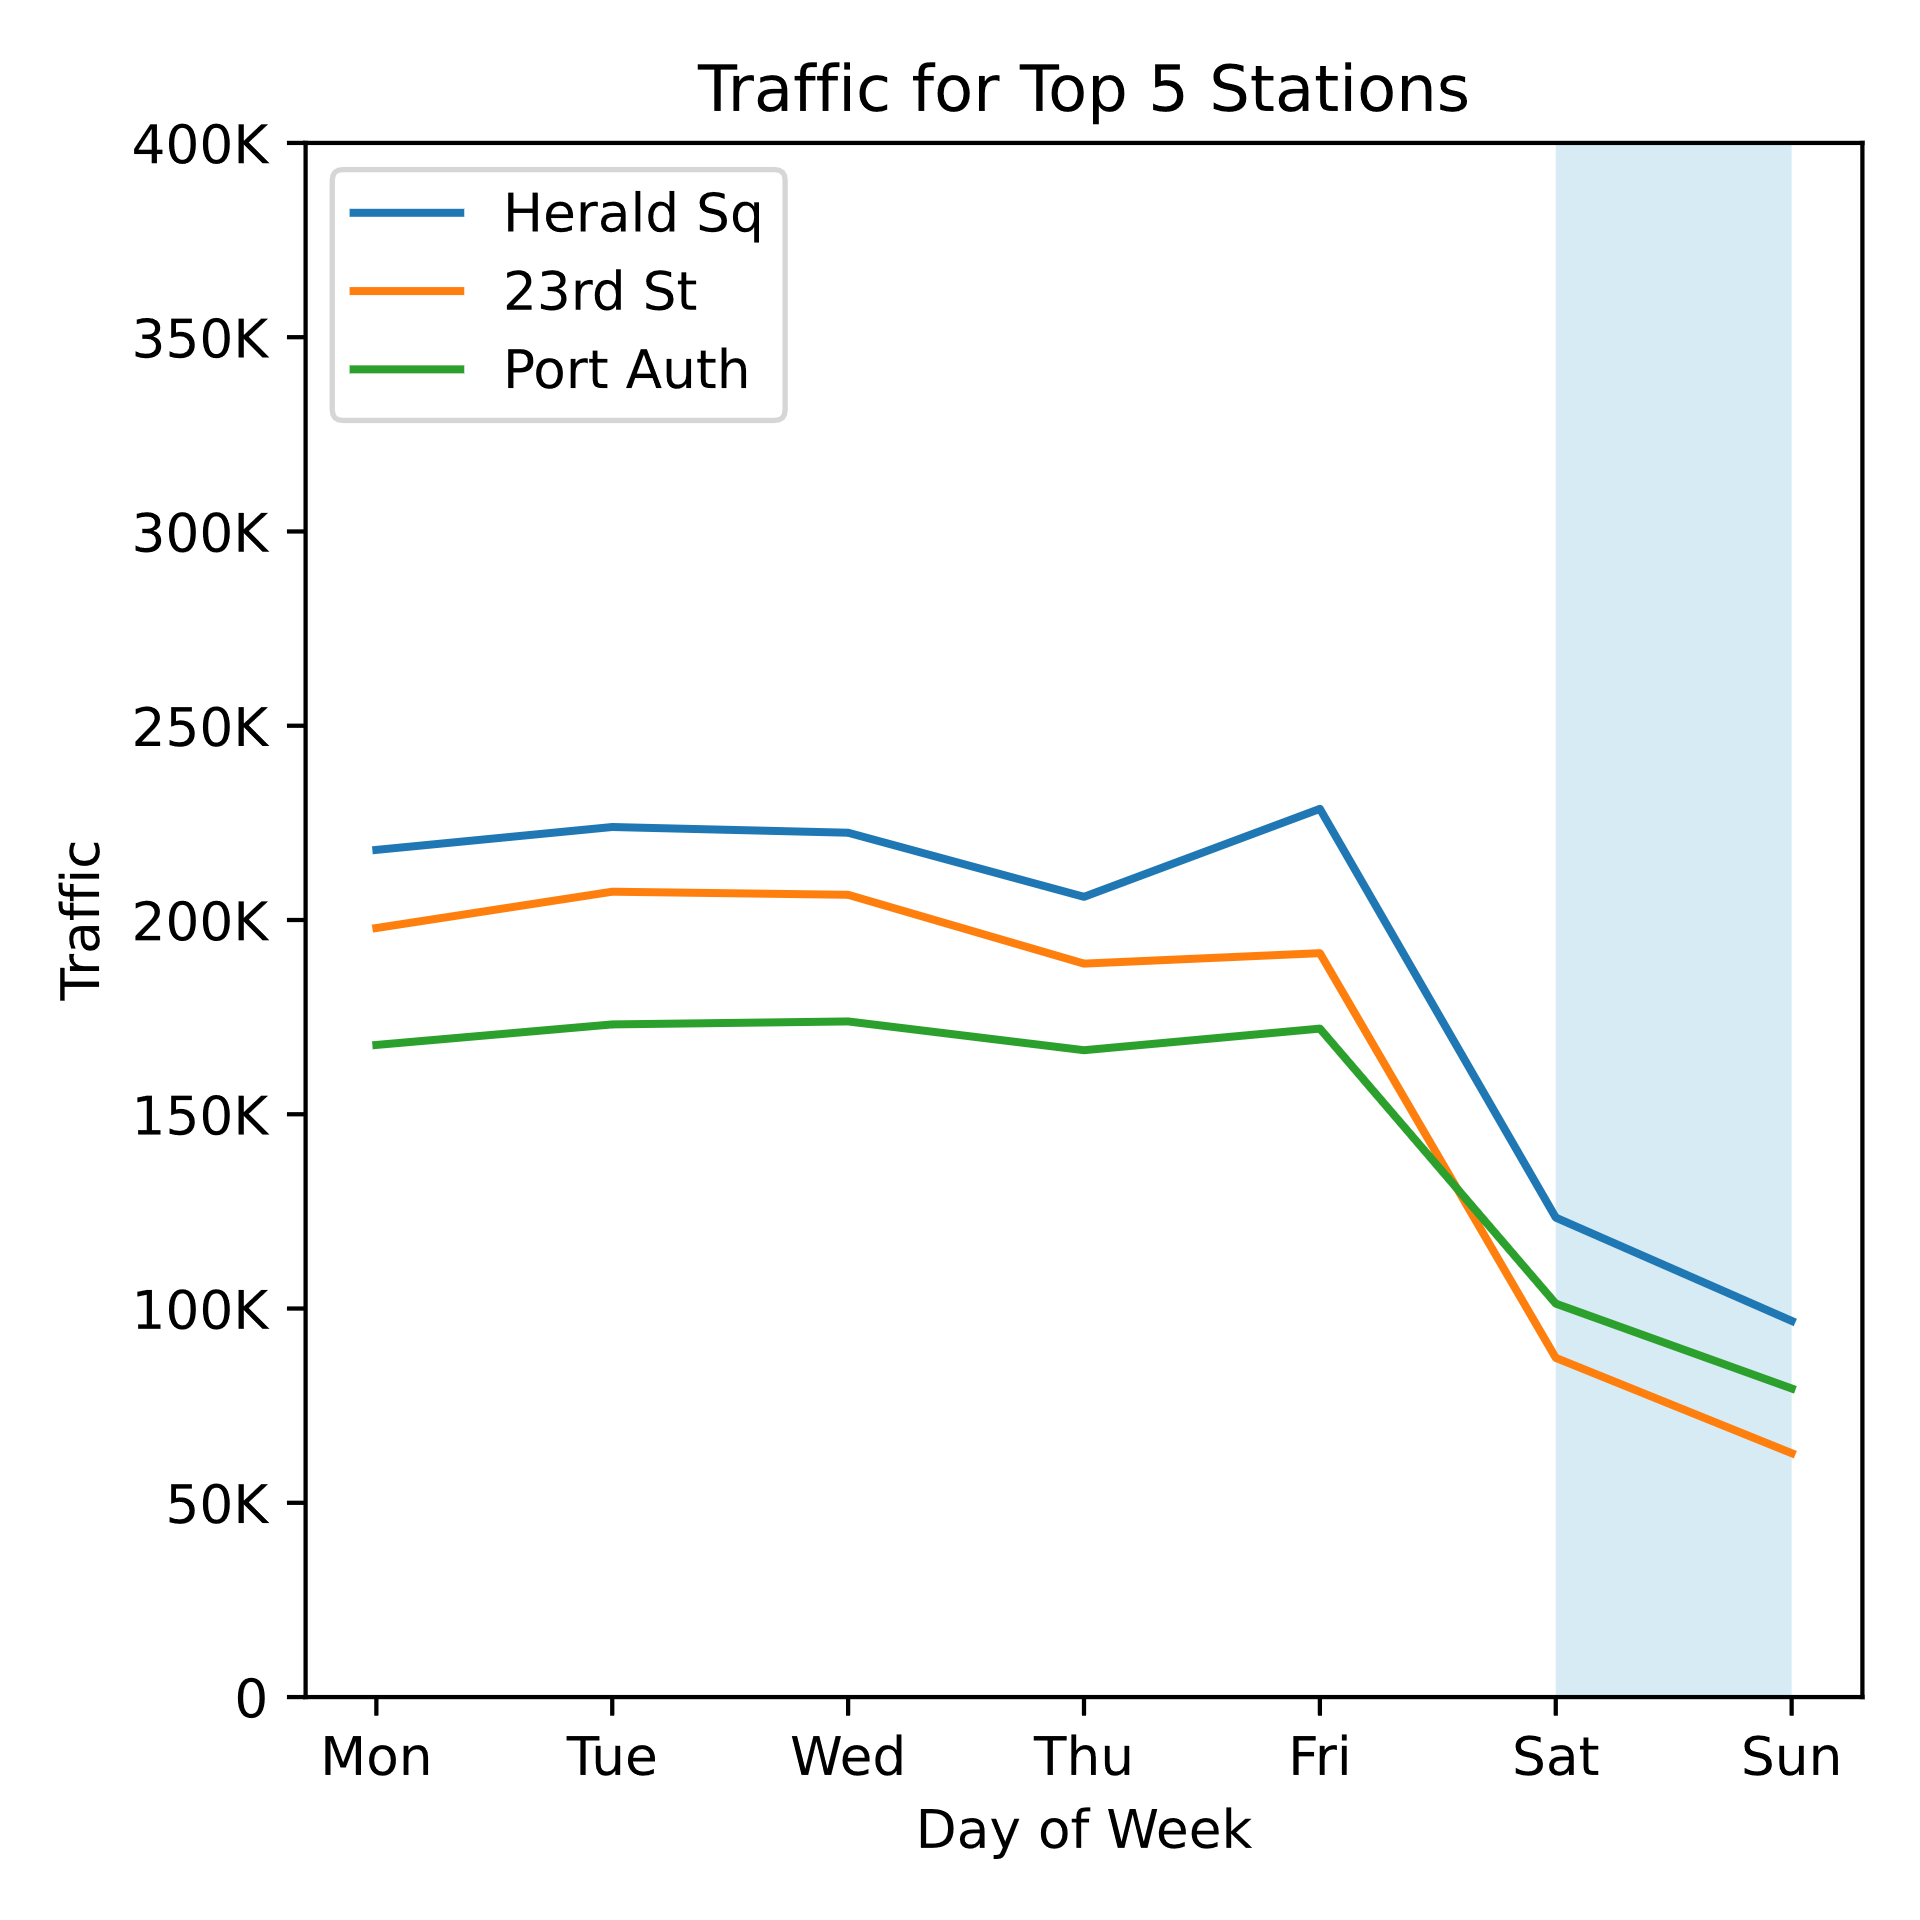 Traffic for Top 5 Stations
400K
350K
300K
250K
200K
150K
100K
50K
0
Traffic
Herald Sq
23rd St
Port Auth
Mon Tue Wed Thu Fri Sat Sun
Day of Week